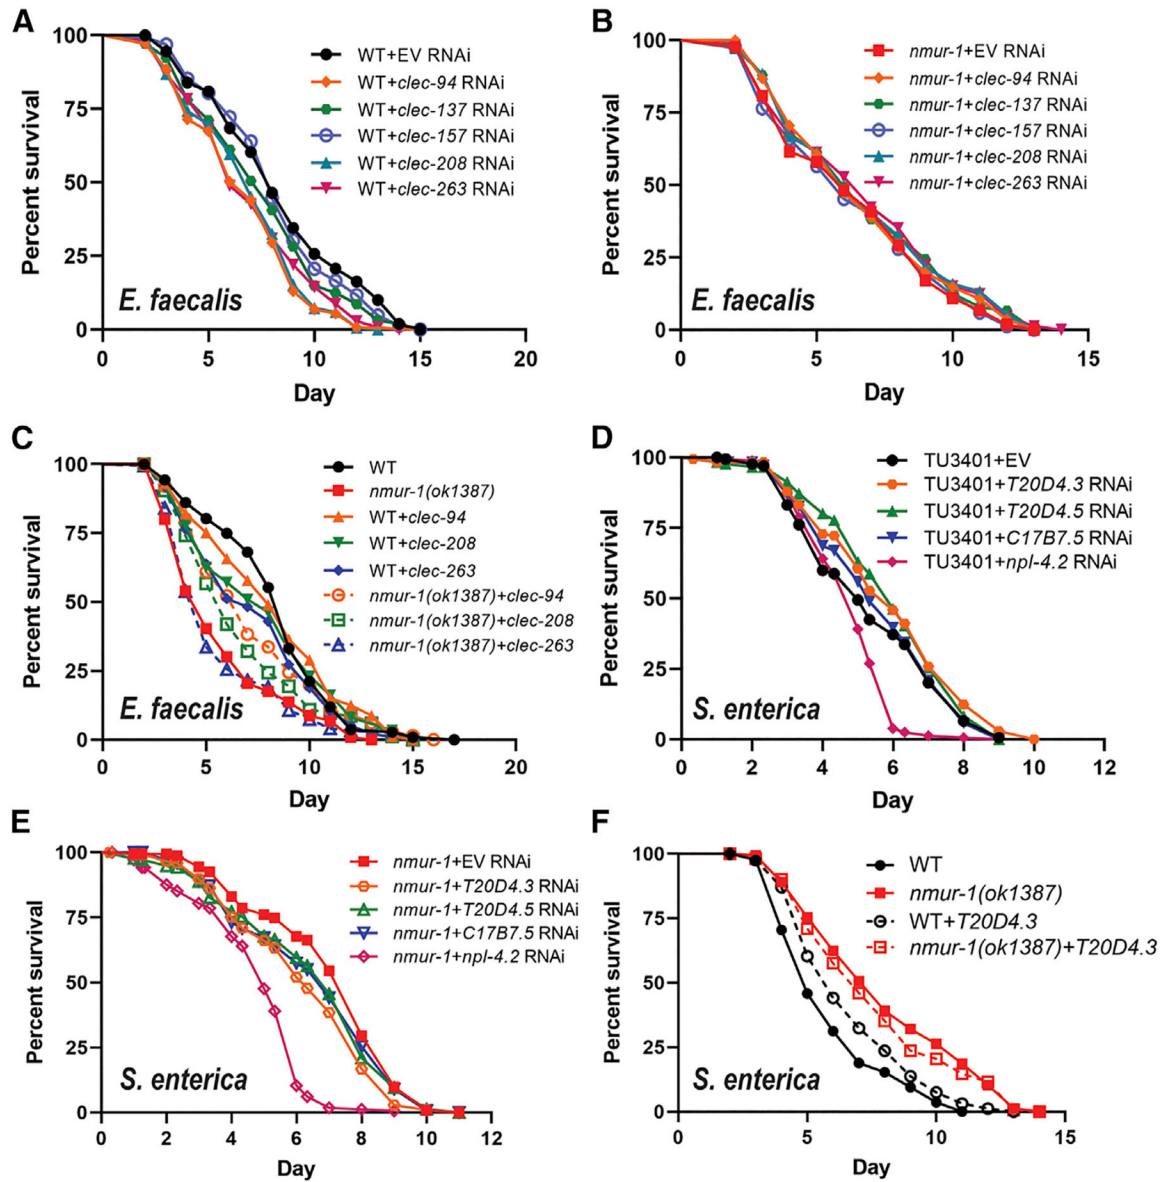 A
Percent survival
100
75
50
25
0
0 5 10 15 20
Day
E. faecalis
WT+EV RNAi
WT+clec-94 RNAi
WT+clec-137 RNAi
WT+clec-157 RNAi
WT+clec-208 RNAi
WT+clec-263 RNAi
B
Percent survival
100
75
50
25
0
0 5 10 15
Day
E. faecalis
nmur-1+EV RNAi
nmur-1+clec-94 RNAi
nmur-1+clec-137 RNAi
nmur-1+clec-157 RNAi
nmur-1+clec-208 RNAi
nmur-1+clec-263 RNAi
C
Percent survival
100
75
50
25
0
0 5 10 15 20
Day
E. faecalis
WT
nmur-1(ok1387)
WT+clec-94
WT+clec-208
WT+clec-263
nmur-1(ok1387)+clec-94
nmur-1(ok1387)+clec-208
nmur-1(ok1387)+clec-263
D
Percent survival
100
75
50
25
0
0 2 4 6 8 10 12
Day
S. enterica
TU3401+EV
TU3401+T20D4.3 RNAi
TU3401+T20D4.5 RNAi
TU3401+C17B7.5 RNAi
TU3401+npl-4.2 RNAi
E
Percent survival
100
75
50
25
0
0 2 4 6 8 10 12
Day
S. enterica
nmur-1+EV RNAi
nmur-1+T20D4.3 RNAi
nmur-1+T20D4.5 RNAi
nmur-1+C17B7.5 RNAi
nmur-1+npl-4.2 RNAi
F
Percent survival
100
75
50
25
0
0 5 10 15
Day
S. enterica
WT
nmur-1(ok1387)
WT+T20D4.3
nmur-1(ok1387)+T20D4.3